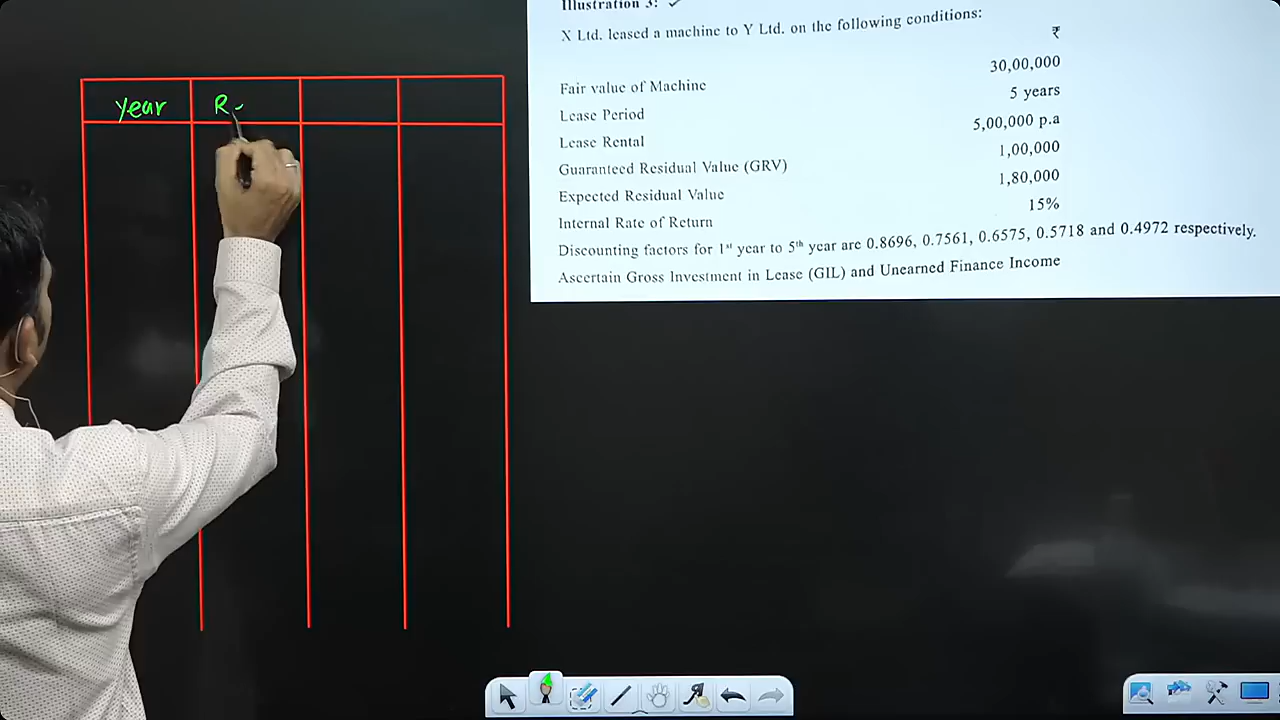 year R
Illustration 3:
X Ltd. leased a machine to Y Ltd. on the following conditions:
₹
Fair value of Machine 30,00,000
Lease Period 5 years
Lease Rental 5,00,000 p.a
Guaranteed Residual Value (GRV) 1,00,000
Expected Residual Value 1,80,000
Internal Rate of Return 15%
Discounting factors for 1st year to 5th year are 0.8696, 0.7561, 0.6575, 0.5718 and 0.4972 respectively.
Ascertain Gross Investment in Lease (GIL) and Unearned Finance Income